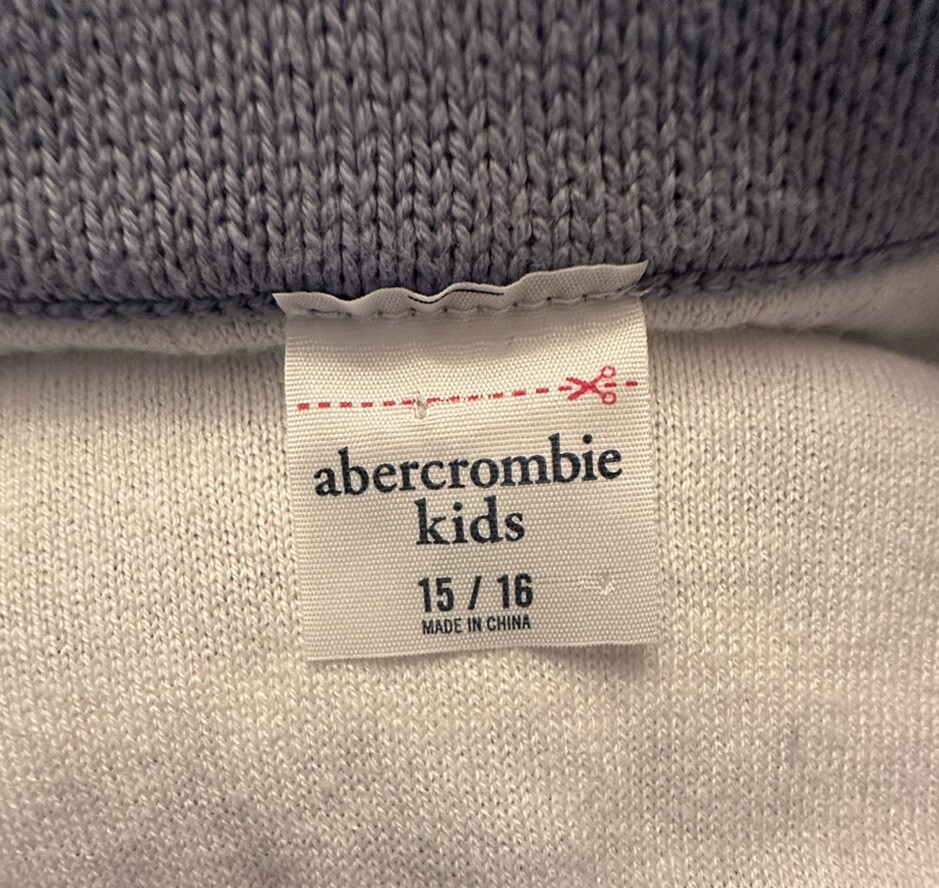 abercrombie
kids
15 / 16
MADE IN CHINA